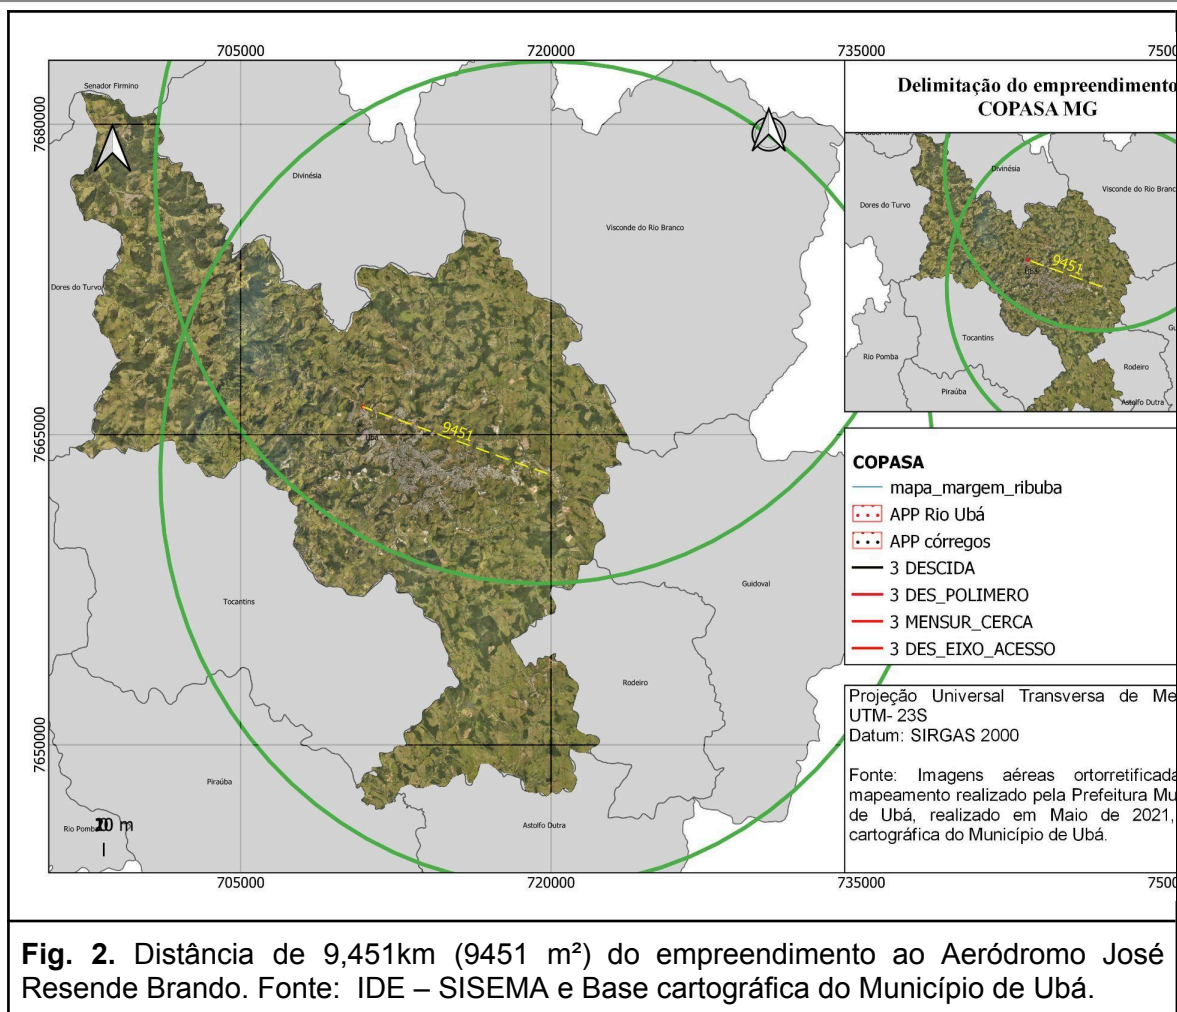 705000
720000
735000
7500
7680000
7665000
7650000
Senador Firmino
Divinésia
Visconde do Rio Branco
Dores do Turvo
9451
Ubá
Tocantins
Guidoval
Rodeiro
Piraúba
Rio Pomba
Astolfo Dutra
20 m
705000
720000
735000
7500
Delimitação do empreendimento
COPASA MG
Senador Firmino
Divinésia
Visconde do Rio Branc
Dores do Turvo
9451
Ubá
Tocantins
Gu
Rio Pomba
Rodeiro
Piraúba
Astolfo Dutra
COPASA
mapa_margem_ribuba
APP Rio Ubá
APP córregos
3 DESCIDA
3 DES_POLIMERO
3 MENSUR_CERCA
3 DES_EIXO_ACESSO
Projeção Universal Transversa de Me
UTM- 23S
Datum: SIRGAS 2000
Fonte: Imagens aéreas ortorretificada
mapeamento realizado pela Prefeitura Mu
de Ubá, realizado em Maio de 2021,
cartográfica do Município de Ubá.
Fig. 2. Distância de 9,451km (9451 m²) do empreendimento ao Aeródromo José
Resende Brando. Fonte: IDE – SISEMA e Base cartográfica do Município de Ubá.